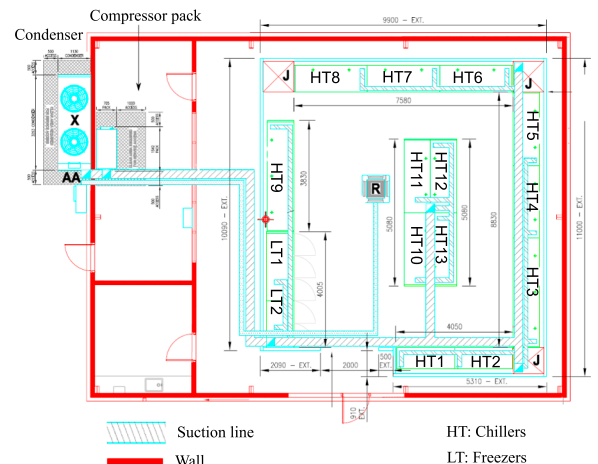 Compressor pack
Condenser
9900 - EXT.
J
HT8
HT7
HT6
7580
X
AA
HT5
HT4
HT3
HT9
3830
R
HT11
HT12
HT10
HT13
5080
5080
8830
11000 - EXT.
10090 - EXT.
LT1
LT2
4005
4050
HT1
HT2
J
2090 - EXT.
2000
500
EXT.
910 - EXT.
5310 - EXT.
Suction line
HT: Chillers
Wall
LT: Freezers